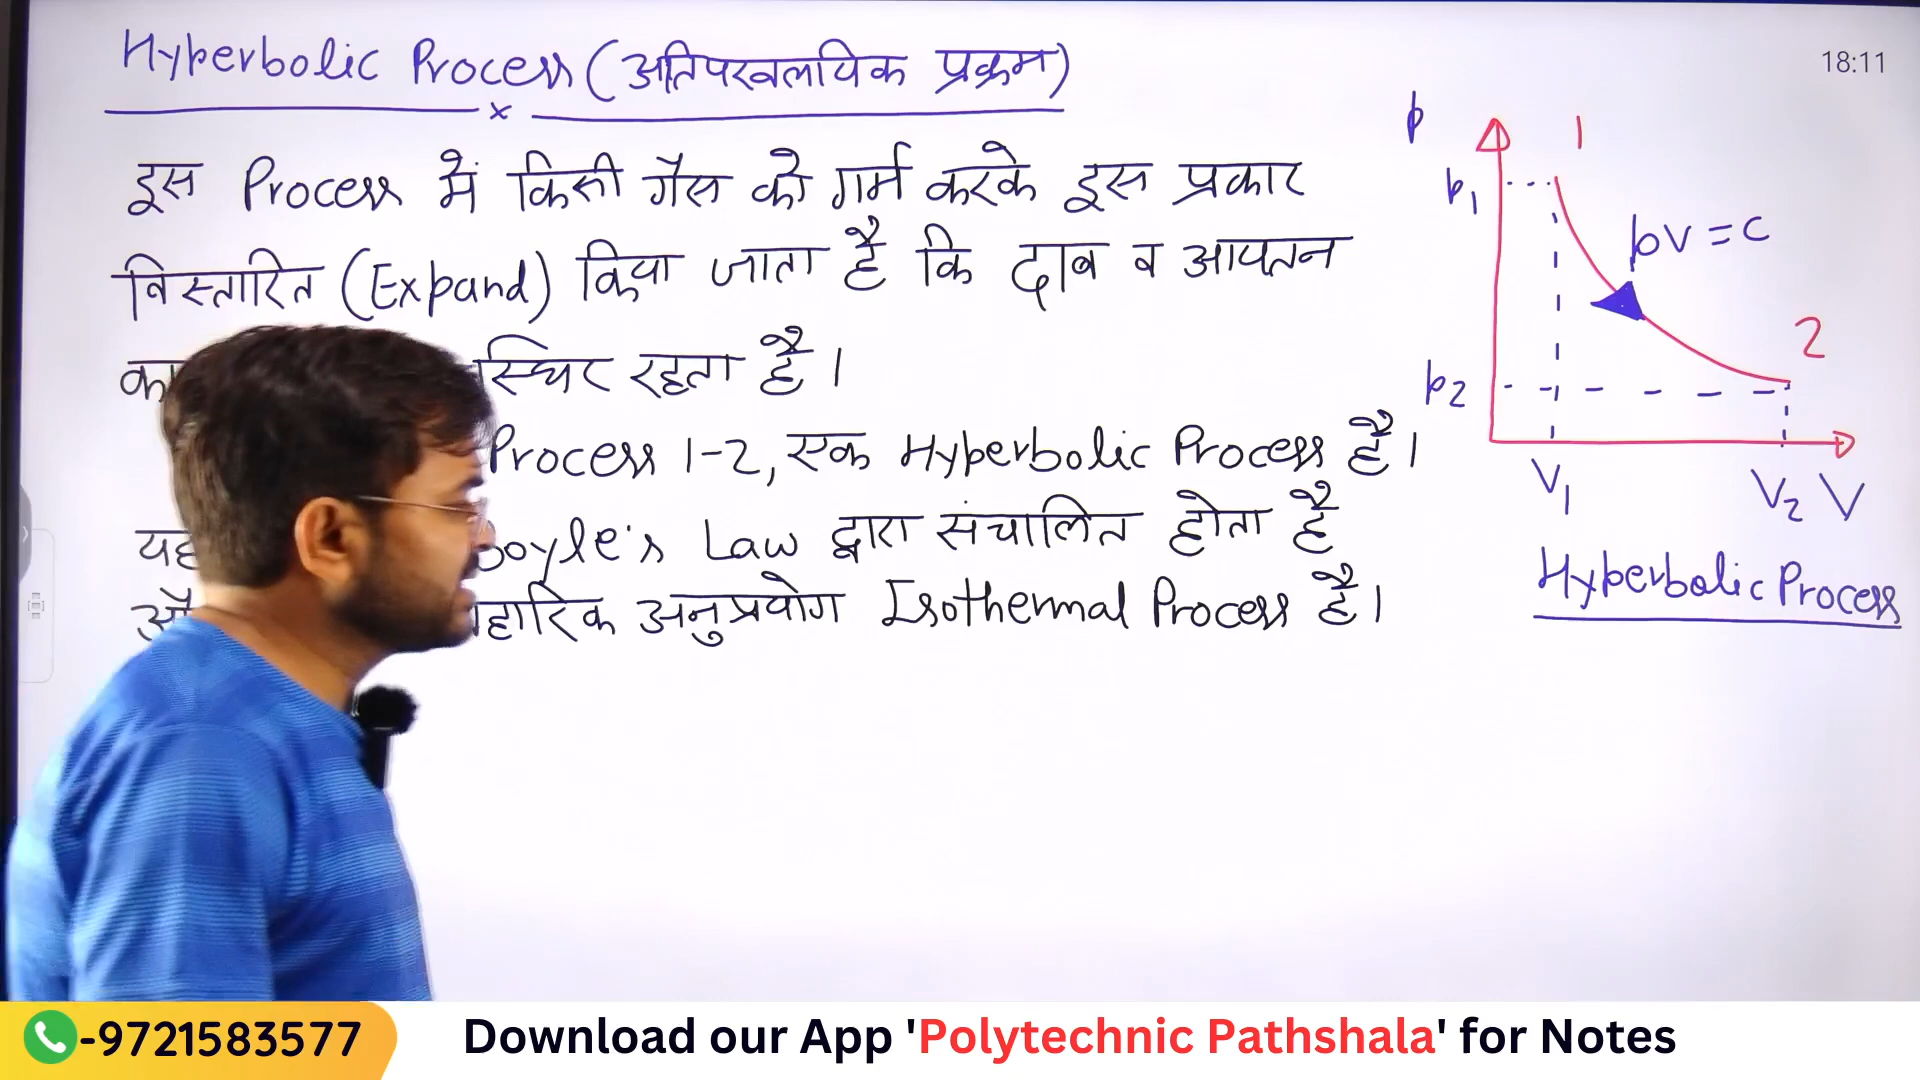 Hyperbolic Process (अतिपरवलयिक प्रक्रम)
18:11
इस Process में किसी गैस को गर्म करके इस प्रकार
विस्तारित (Expand) किया जाता है कि दाब व आयतन
का स्थिर रहता है।
Process 1-2, एक Hyperbolic Process है।
यह Boyle's Law द्वारा संचालित होता है
अनुप्रयोग Isothermal Process है।
p
1
p1
pv = c
2
p2
V1
V2 V
Hyperbolic Process
-9721583577
Download our App 'Polytechnic Pathshala' for Notes